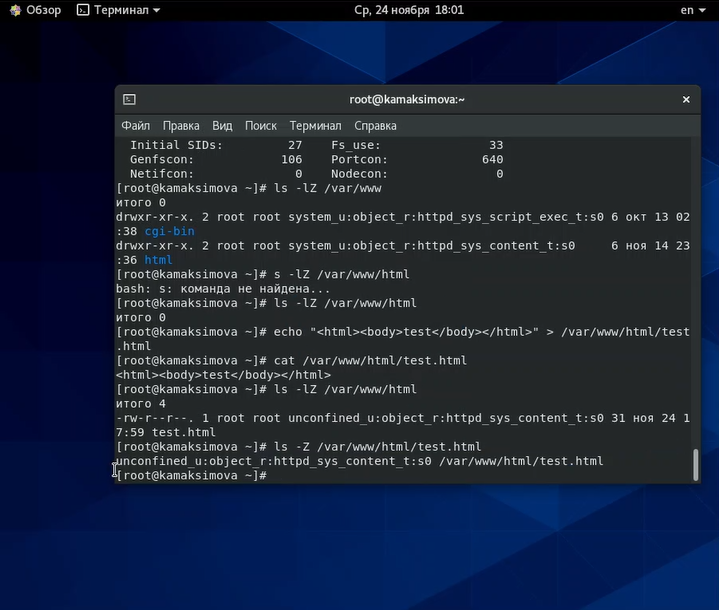 Обзор Терминал Ср, 24 ноября 18:01 en
root@kamaksimova:~
Файл Правка Вид Поиск Терминал Справка
Initial SIDs: 27 Fs_use: 33
Genfscon: 106 Portcon: 640
Netifcon: 0 Nodecon: 0
[root@kamaksimova ~]# ls -lZ /var/www
итого 0
drwxr-xr-x. 2 root root system_u:object_r:httpd_sys_script_exec_t:s0 6 окт 13 02
:38 cgi-bin
drwxr-xr-x. 2 root root system_u:object_r:httpd_sys_content_t:s0 6 ноя 14 23
:36 html
[root@kamaksimova ~]# s -lZ /var/www/html
bash: s: команда не найдена...
[root@kamaksimova ~]# ls -lZ /var/www/html
итого 0
[root@kamaksimova ~]# echo "<html><body>test</body></html>" > /var/www/html/test
.html
[root@kamaksimova ~]# cat /var/www/html/test.html
<html><body>test</body></html>
[root@kamaksimova ~]# ls -lZ /var/www/html
итого 4
-rw-r--r--. 1 root root unconfined_u:object_r:httpd_sys_content_t:s0 31 ноя 24 1
7:59 test.html
[root@kamaksimova ~]# ls -Z /var/www/html/test.html
unconfined_u:object_r:httpd_sys_content_t:s0 /var/www/html/test.html
[root@kamaksimova ~]#